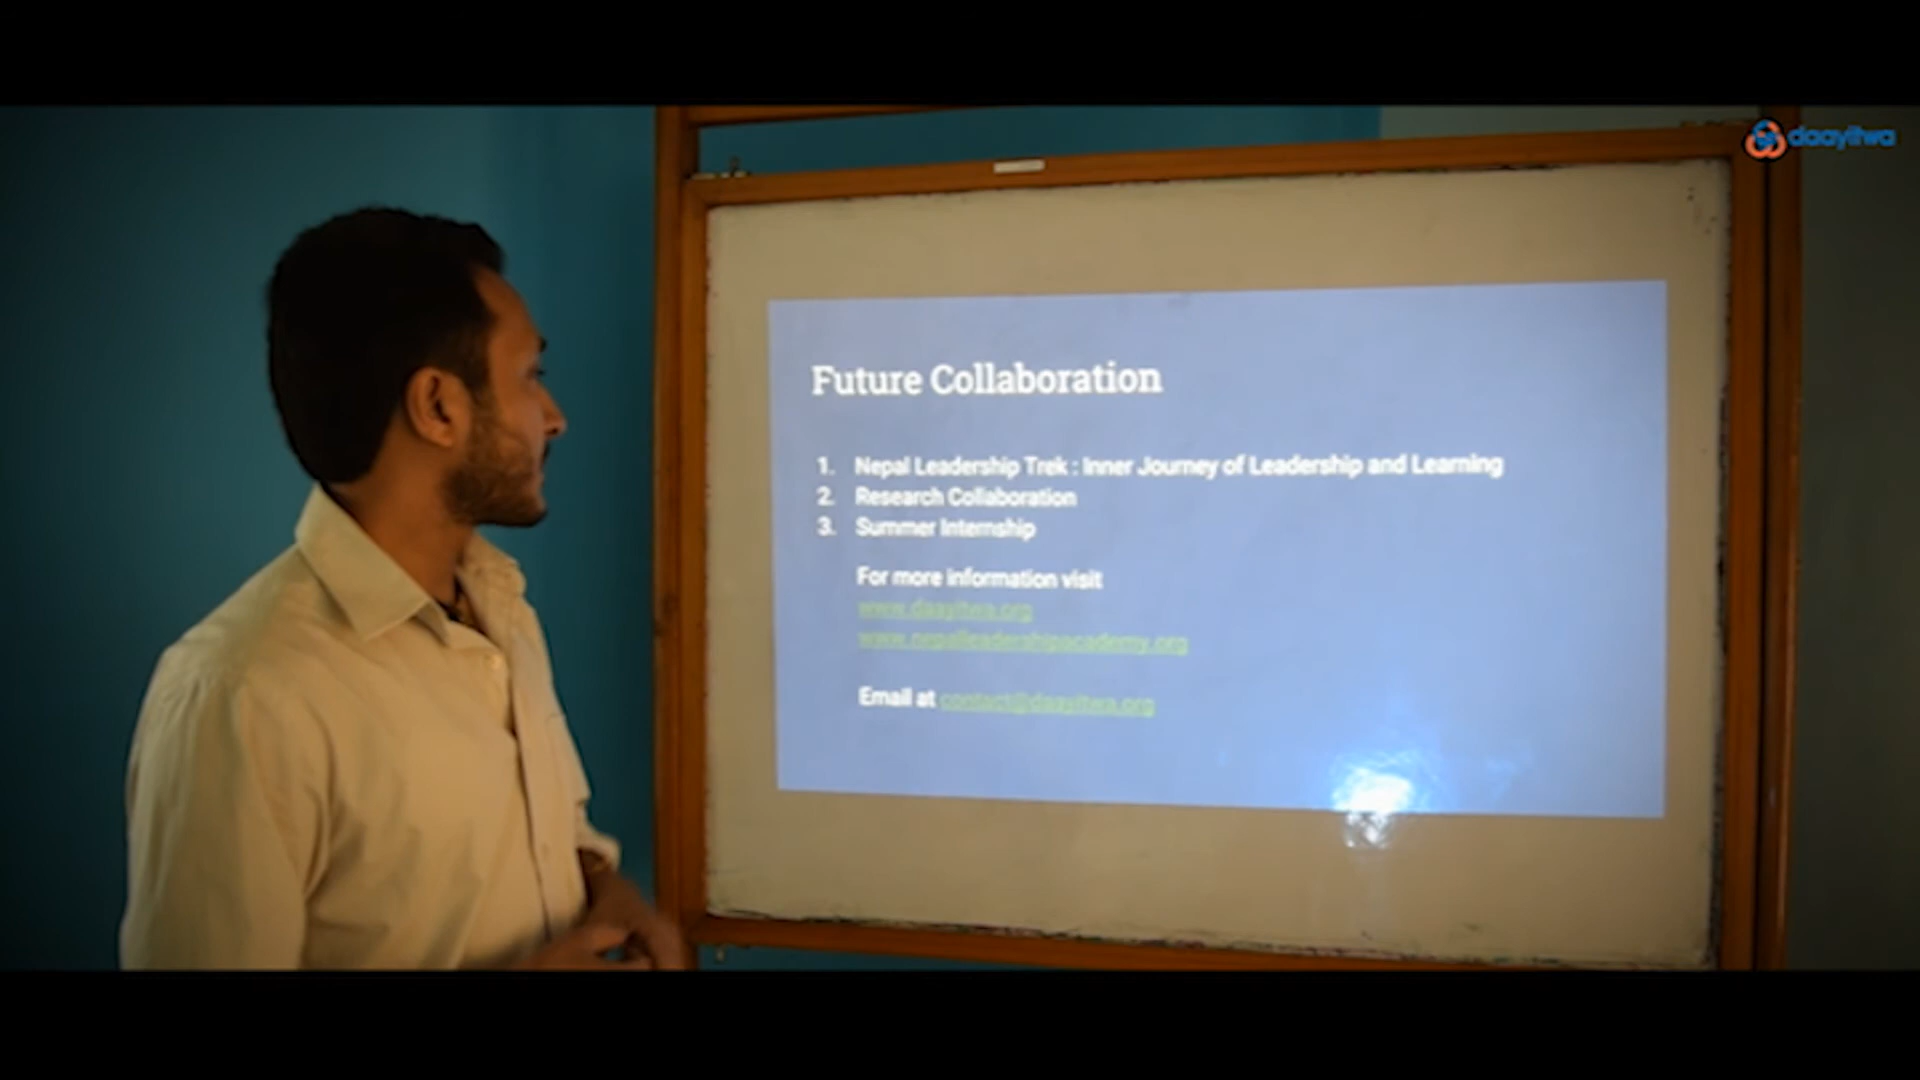 daayitwa
Future Collaboration
1. Nepal Leadership Trek : Inner Journey of Leadership and Learning
2. Research Collaboration
3. Summer Internship
For more information visit
www.daayitwa.org
www.nepalleadershipacademy.org
Email at contact@daayitwa.org